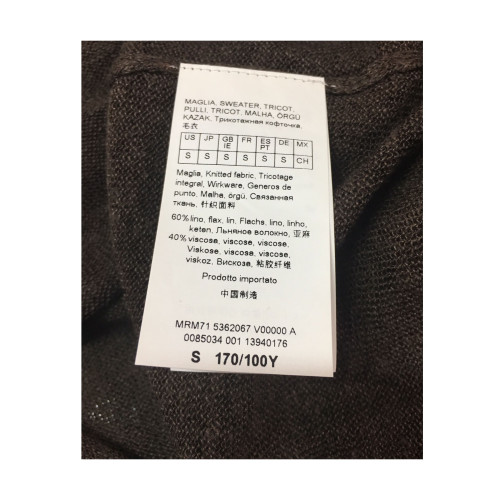 MAGLIA, SWEATER, TRICOT,
PULLI, TRICOT, MALHA, ÖRGÜ
KAZAK, Трикотажная кофточка,
毛衣
US JP GB IE FR ES PT DE MX
S S S S S S CH
Maglia, Knitted fabric, Tricotage
integral, Wirkware, Generos de
punto, Malha, örgü, Связанная
ткань, 针织面料
60% lino, flax, lin, Flachs, lino, linho,
keten, Льняное волокно, 亚麻
40% viscosa, viscose, viscose,
Viskose, viscosa, viscose,
viskoz, Вискоза, 粘胶纤维
Prodotto importato
中国制造
MRM71 5362067 V00000 A
0085034 001 13940176
S 170/100Y